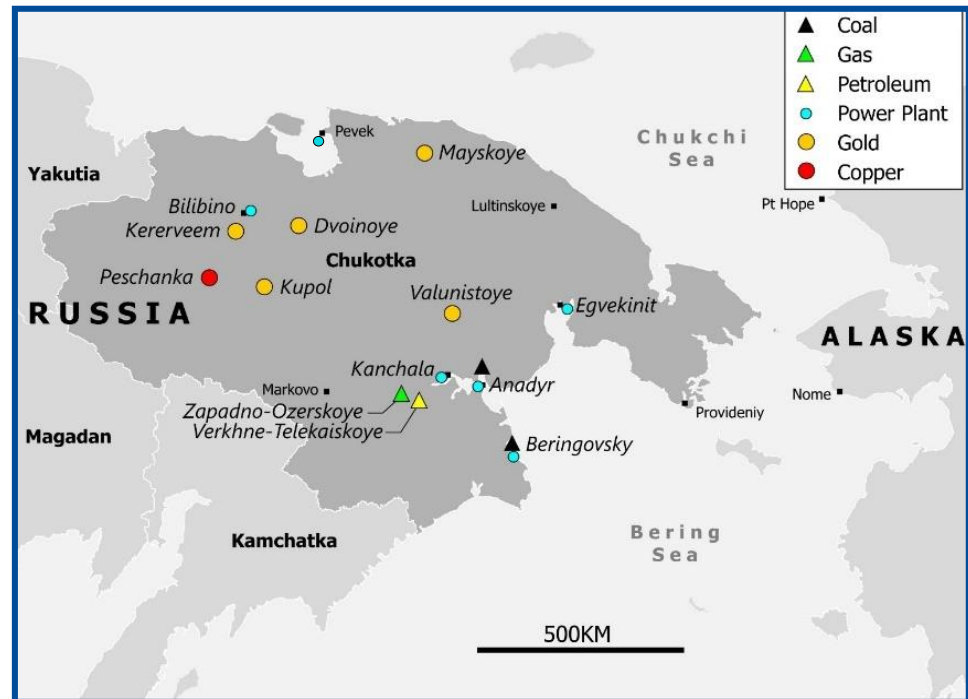 Coal
Gas
Petroleum
Power Plant
Gold
Copper
Chukchi
Sea
Pevek
Mayskoye
Yakutia
Bilibino
Lultinskoye
Pt Hope
Kererveem
Dvoinoye
Chukotka
Peschanka
Kupol
Valunistoye
Egvekinit
RUSSIA
ALASKA
Kanchala
Markovo
Anadyr
Zapadno-Ozerskoye
Provideniy
Nome
Verkhne-Telekaiskoye
Magadan
Beringovsky
Kamchatka
Bering
Sea
500KM